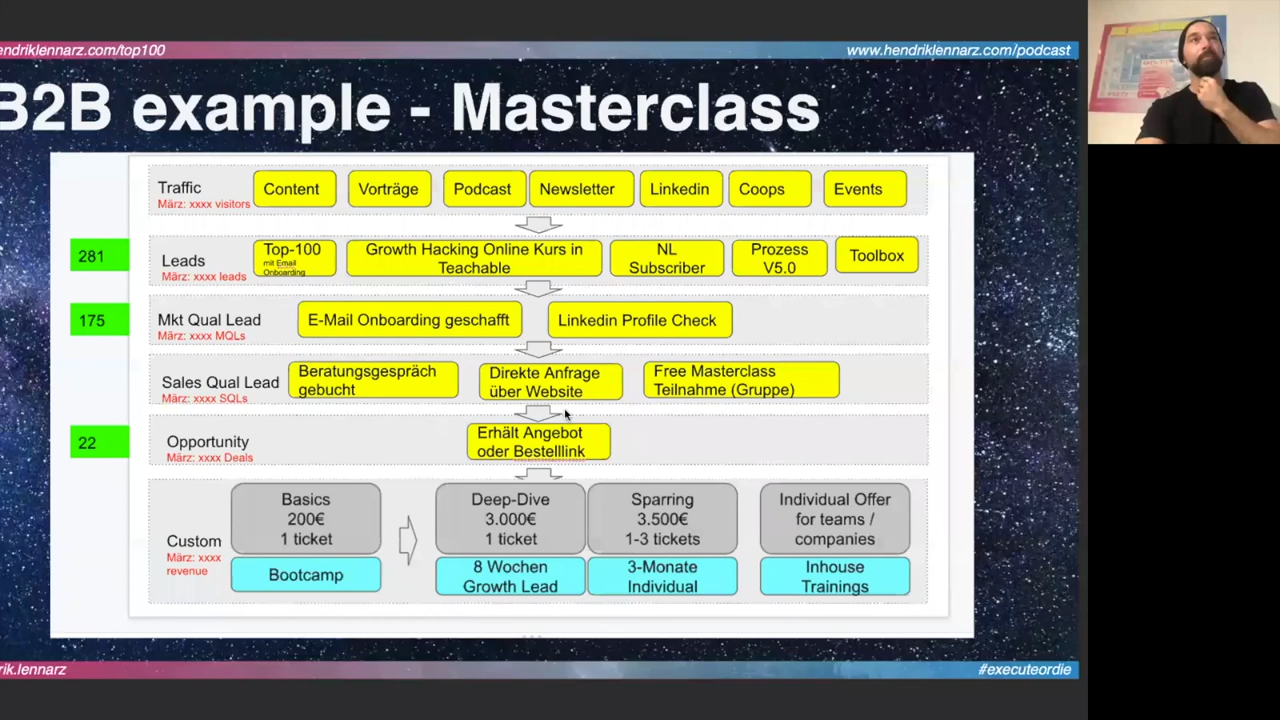 endriklennarz.com/top100
www.hendriklennarz.com/podcast
B2B example - Masterclass
Traffic
März: xxxx visitors
Content
Vorträge
Podcast
Newsletter
Linkedin
Coops
Events
281
Leads
März: xxxx leads
Top-100
mit Email
Onboarding
Growth Hacking Online Kurs in
Teachable
NL
Subscriber
Prozess
V5.0
Toolbox
175
Mkt Qual Lead
März: xxxx MQLs
E-Mail Onboarding geschafft
Linkedin Profile Check
Sales Qual Lead
März: xxxx SQLs
Beratungsgespräch
gebucht
Direkte Anfrage
über Website
Free Masterclass
Teilnahme (Gruppe)
22
Opportunity
März: xxxx Deals
Erhält Angebot
oder Bestelllink
Custom
März: xxxx
revenue
Basics
200€
1 ticket
Bootcamp
Deep-Dive
3.000€
1 ticket
8 Wochen
Growth Lead
Sparring
3.500€
1-3 tickets
3-Monate
Individual
Individual Offer
for teams /
companies
Inhouse
Trainings
rik.lennarz
#executeordie